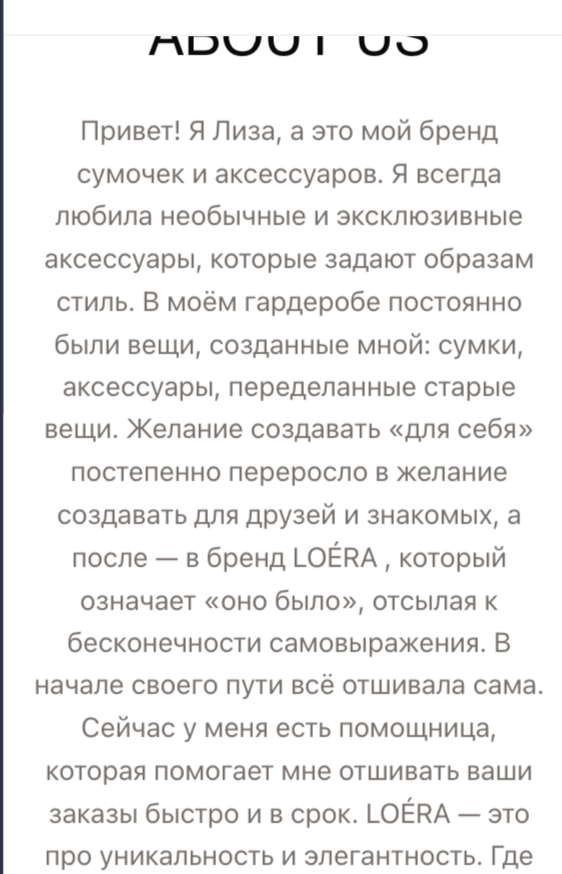 ABOUT US
Привет! Я Лиза, а это мой бренд
сумочек и аксессуаров. Я всегда
любила необычные и эксклюзивные
аксессуары, которые задают образам
стиль. В моём гардеробе постоянно
были вещи, созданные мной: сумки,
аксессуары, переделанные старые
вещи. Желание создавать «для себя»
постепенно переросло в желание
создавать для друзей и знакомых, а
после — в бренд LOÉRA , который
означает «оно было», отсылая к
бесконечности самовыражения. В
начале своего пути всё отшивала сама.
Сейчас у меня есть помощница,
которая помогает мне отшивать ваши
заказы быстро и в срок. LOÉRA — это
про уникальность и элегантность. Где